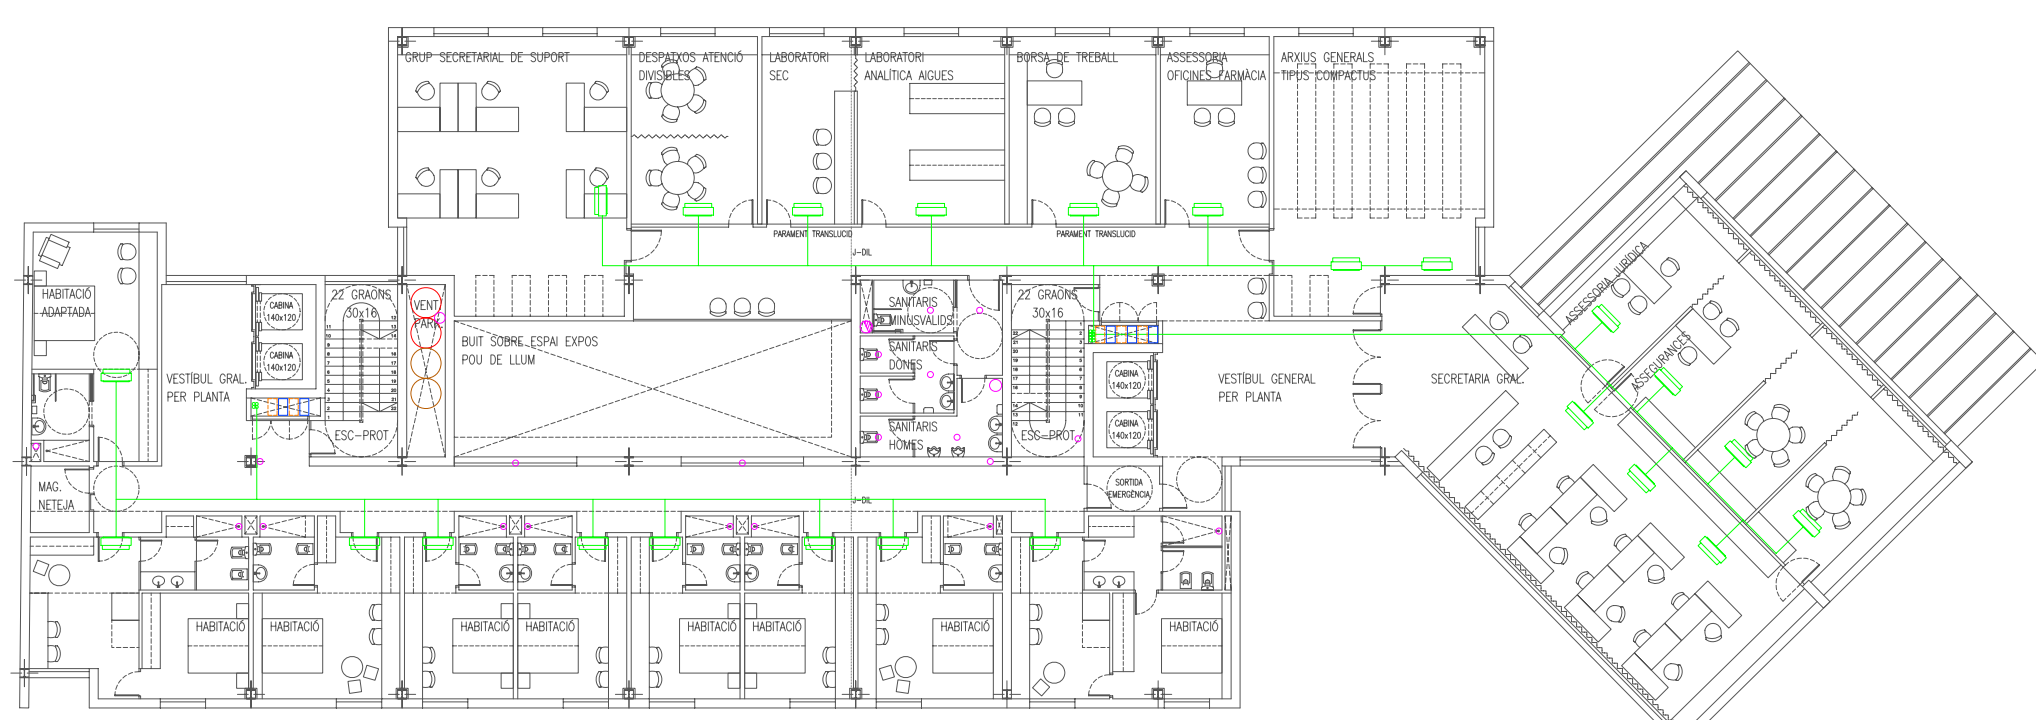 GRUP SECRETARIAL DE SUPORT
DESPATXOS ATENCIÓ
DIVISIBLES
LABORATORI
SEC
LABORATORI
ANALÍTICA AIGUES
BORSA DE TREBALL
ASSESSORIA
OFICINES FARMÀCIA
ARXIUS GENERALS
TIPUS COMPACTUS
PARAMENT TRANSLUCID
PARAMENT TRANSLUCID
J-DIL
HABITACIÓ
ADAPTADA
VESTÍBUL GRAL.
PER PLANTA
CABINA
140x120
CABINA
140x120
22 GRAONS
30x16
ESC-PROT.
VENT.
PARK.
BUIT SOBRE ESPAI EXPOS
POU DE LLUM
SANITARIS
MINUSVALIDS
SANITARIS
DONES
SANITARIS
HOMES
22 GRAONS
30x16
ESC-PROT.
CABINA
140x120
CABINA
140x120
VESTÍBUL GENERAL
PER PLANTA
SECRETARIA GRAL.
ASSESSORIA JURÍDICA
ASSEGURANCES
MAG.
NETEJA
J-DIL
SORTIDA
EMERGÈNCIA
HABITACIÓ
HABITACIÓ
HABITACIÓ
HABITACIÓ
HABITACIÓ
HABITACIÓ
HABITACIÓ
HABITACIÓ